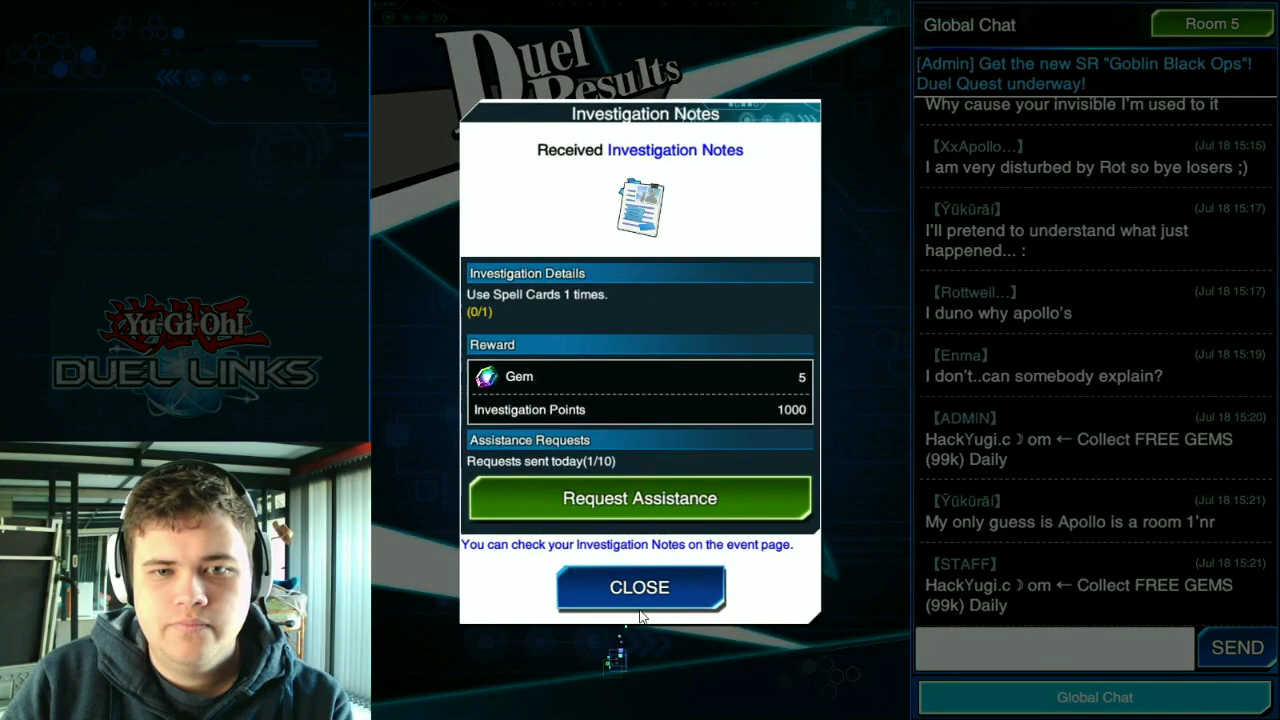 Duel
Results
Investigation Notes
Received Investigation Notes
Investigation Details
Use Spell Cards 1 times.
(0/1)
Reward
Gem 5
Investigation Points 1000
Assistance Requests
Requests sent today(1/10)
Request Assistance
You can check your Investigation Notes on the event page.
CLOSE
Yu-Gi-Oh!
DUEL LINKS
Global Chat Room 5
[Admin] Get the new SR "Goblin Black Ops"!
Duel Quest underway!
Why cause your invisible I'm used to it
【XxApollo...】 (Jul 18 15:15)
I am very disturbed by Rot so bye losers ;)
【Ÿükûrãí】 (Jul 18 15:17)
I'll pretend to understand what just
happened... :
【Rottweil...】 (Jul 18 15:17)
I duno why apollo's
【Enma】 (Jul 18 15:19)
I don't..can somebody explain?
【ADMiN】 (Jul 18 15:20)
HackYugi.c☽om ← Collect FREE GEMS
(99k) Daily
【Ÿükûrãí】 (Jul 18 15:21)
My only guess is Apollo is a room 1'nr
【STAFF】 (Jul 18 15:21)
HackYugi.c☽om ← Collect FREE GEMS
(99k) Daily
SEND
Global Chat